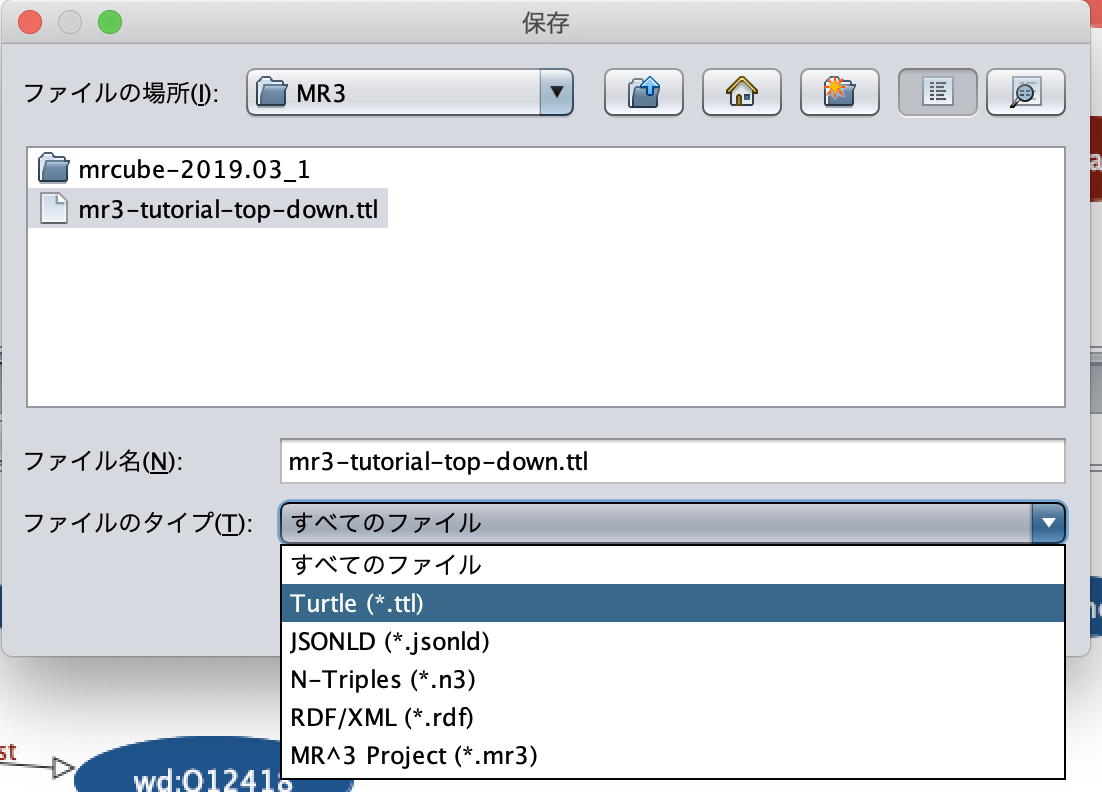 保存
ファイルの場所(I):
MR3
mrcube-2019.03_1
mr3-tutorial-top-down.ttl
ファイル名(N):
mr3-tutorial-top-down.ttl
ファイルのタイプ(T):
すべてのファイル
すべてのファイル
Turtle (*.ttl)
JSONLD (*.jsonld)
N-Triples (*.n3)
RDF/XML (*.rdf)
MR^3 Project (*.mr3)
st
wd:Q12418